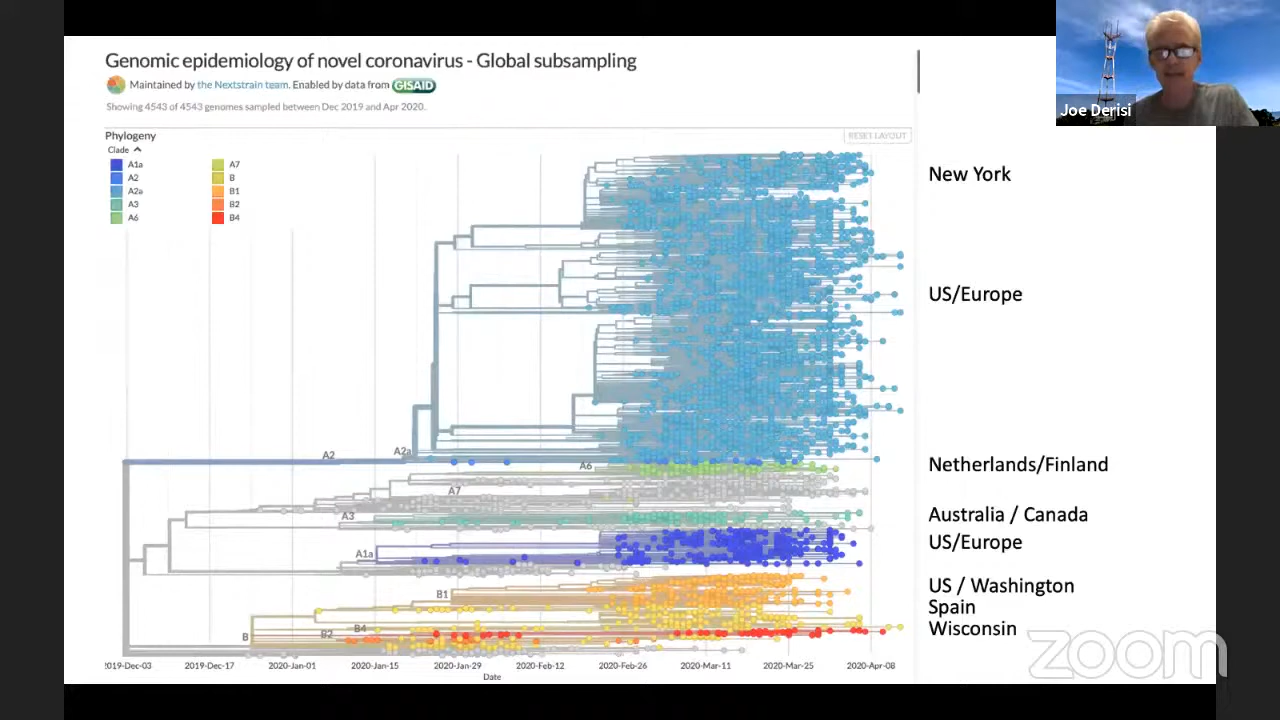 Genomic epidemiology of novel coronavirus - Global subsampling
Maintained by the Nextstrain team. Enabled by data from GISAID
Showing 4543 of 4543 genomes sampled between Dec 2019 and Apr 2020.
Joe Derisi
Phylogeny
RESET LAYOUT
Clade
A1a
A7
A2
B
A2a
B1
A3
B2
A6
B4
New York
US/Europe
A2
A2a
A6
Netherlands/Finland
A7
A3
Australia / Canada
US/Europe
A1a
B1
US / Washington
Spain
B4
Wisconsin
B
B2
2019-Dec-03
2019-Dec-17
2020-Jan-01
2020-Jan-15
2020-Jan-29
2020-Feb-12
2020-Feb-26
2020-Mar-11
2020-Mar-25
2020-Apr-08
Date
zoom